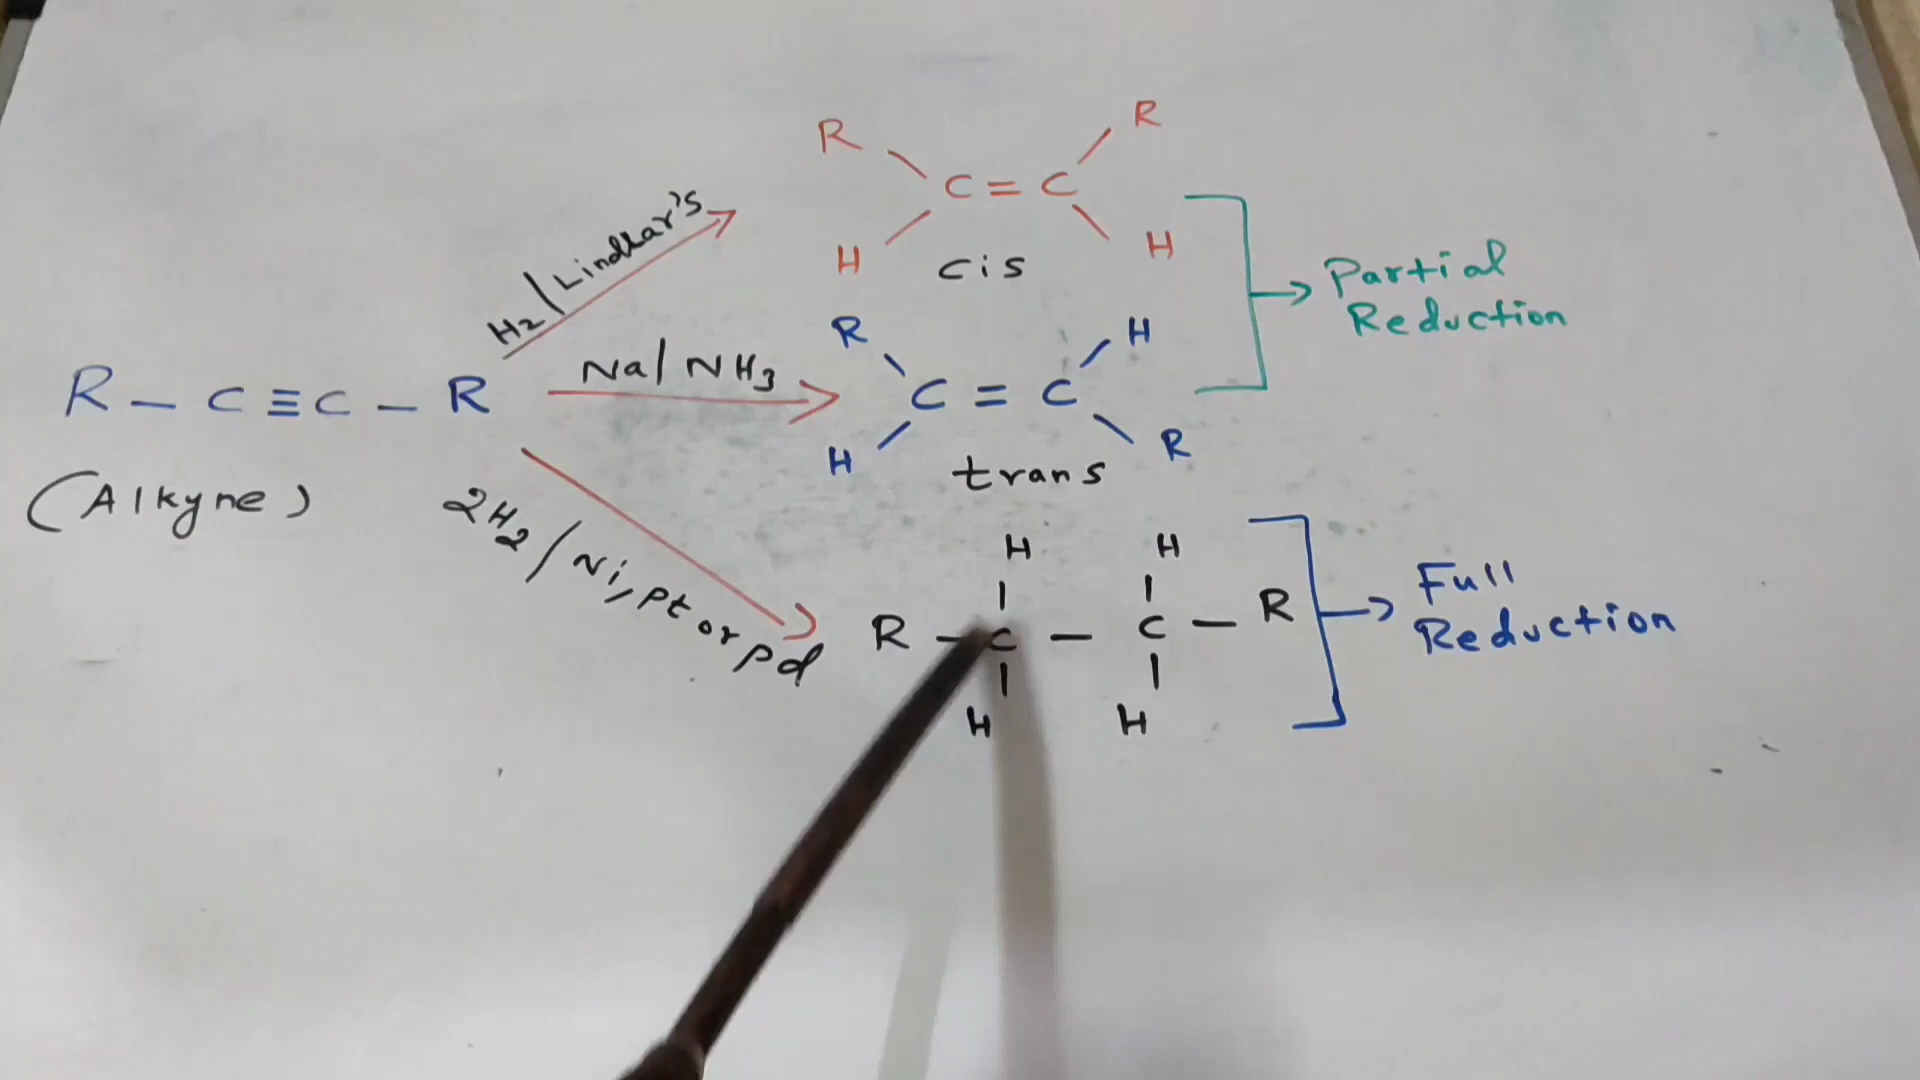 R R
C = C
H H
cis
H2/Lindlar's
Partial
Reduction
R H
Na/NH3
R - C ≡ C - R
C = C
H R
trans
(Alkyne)
2H2/Ni, pt or pd
H H
R - C - C - R
H H
Full
Reduction